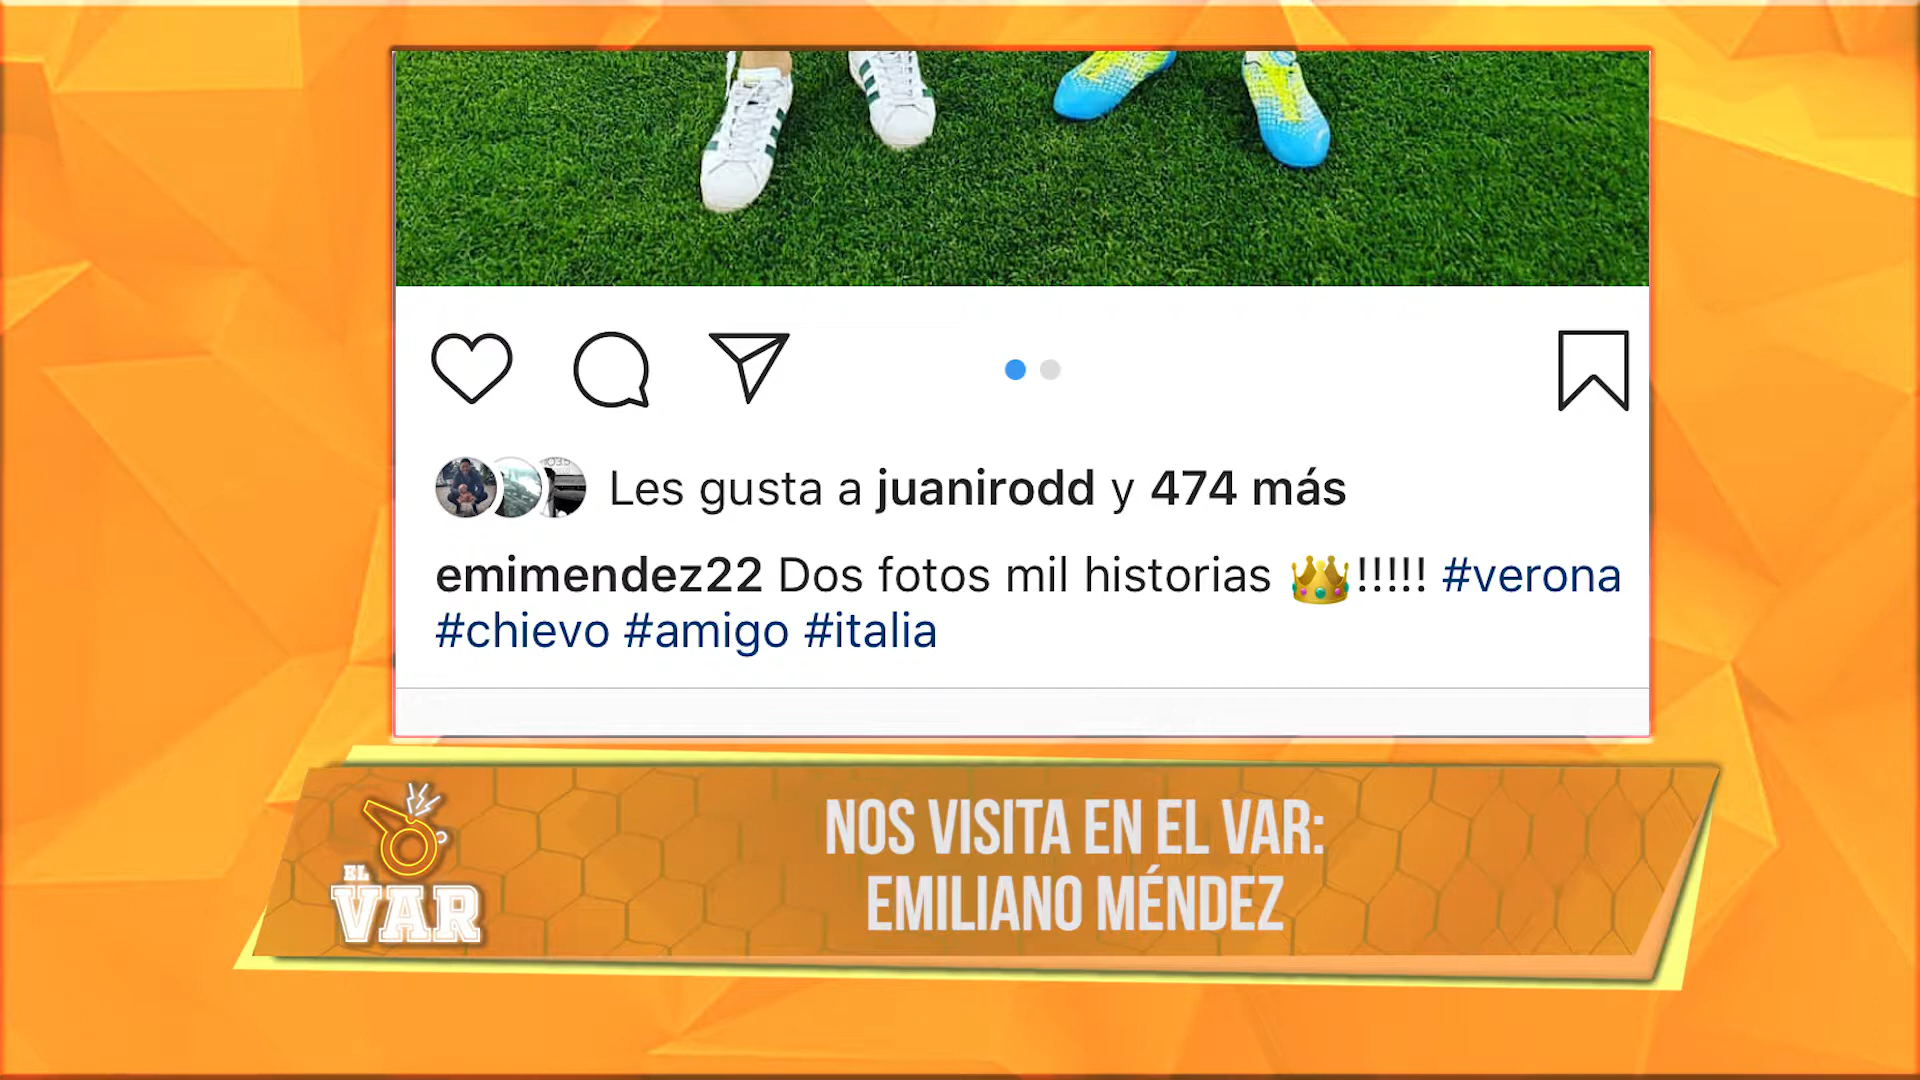 Les gusta a juanirodd y 474 más
emimendez22 Dos fotos mil historias 👑!!!!! #verona
#chievo #amigo #italia
NOS VISITA EN EL VAR:
EMILIANO MÉNDEZ
EL
VAR